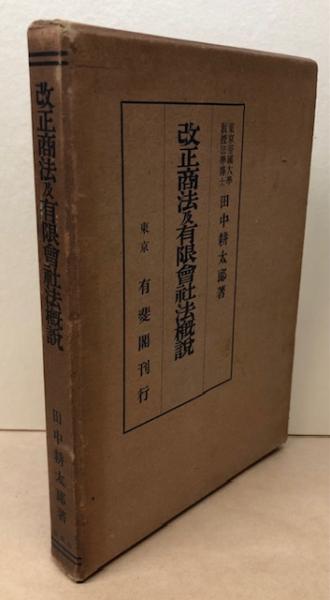 東京帝國大學
教授法學博士
田中耕太郎著
改正商法及有限會社法概說
東京 有斐閣刊行
改正商法及有限會社法概說
田中耕太郎著